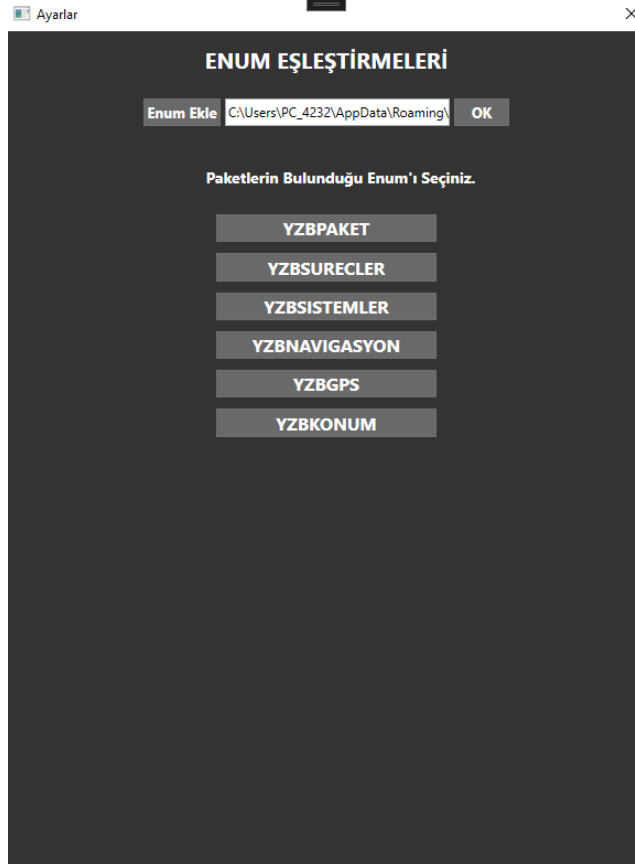 Ayarlar
ENUM EŞLEŞTİRMELERİ
Enum Ekle C:\Users\PC_4232\AppData\Roaming\ OK
Paketlerin Bulunduğu Enum'ı Seçiniz.
YZBPAKET
YZBSURECLER
YZBSISTEMLER
YZBNAVIGASYON
YZBGPS
YZBKONUM